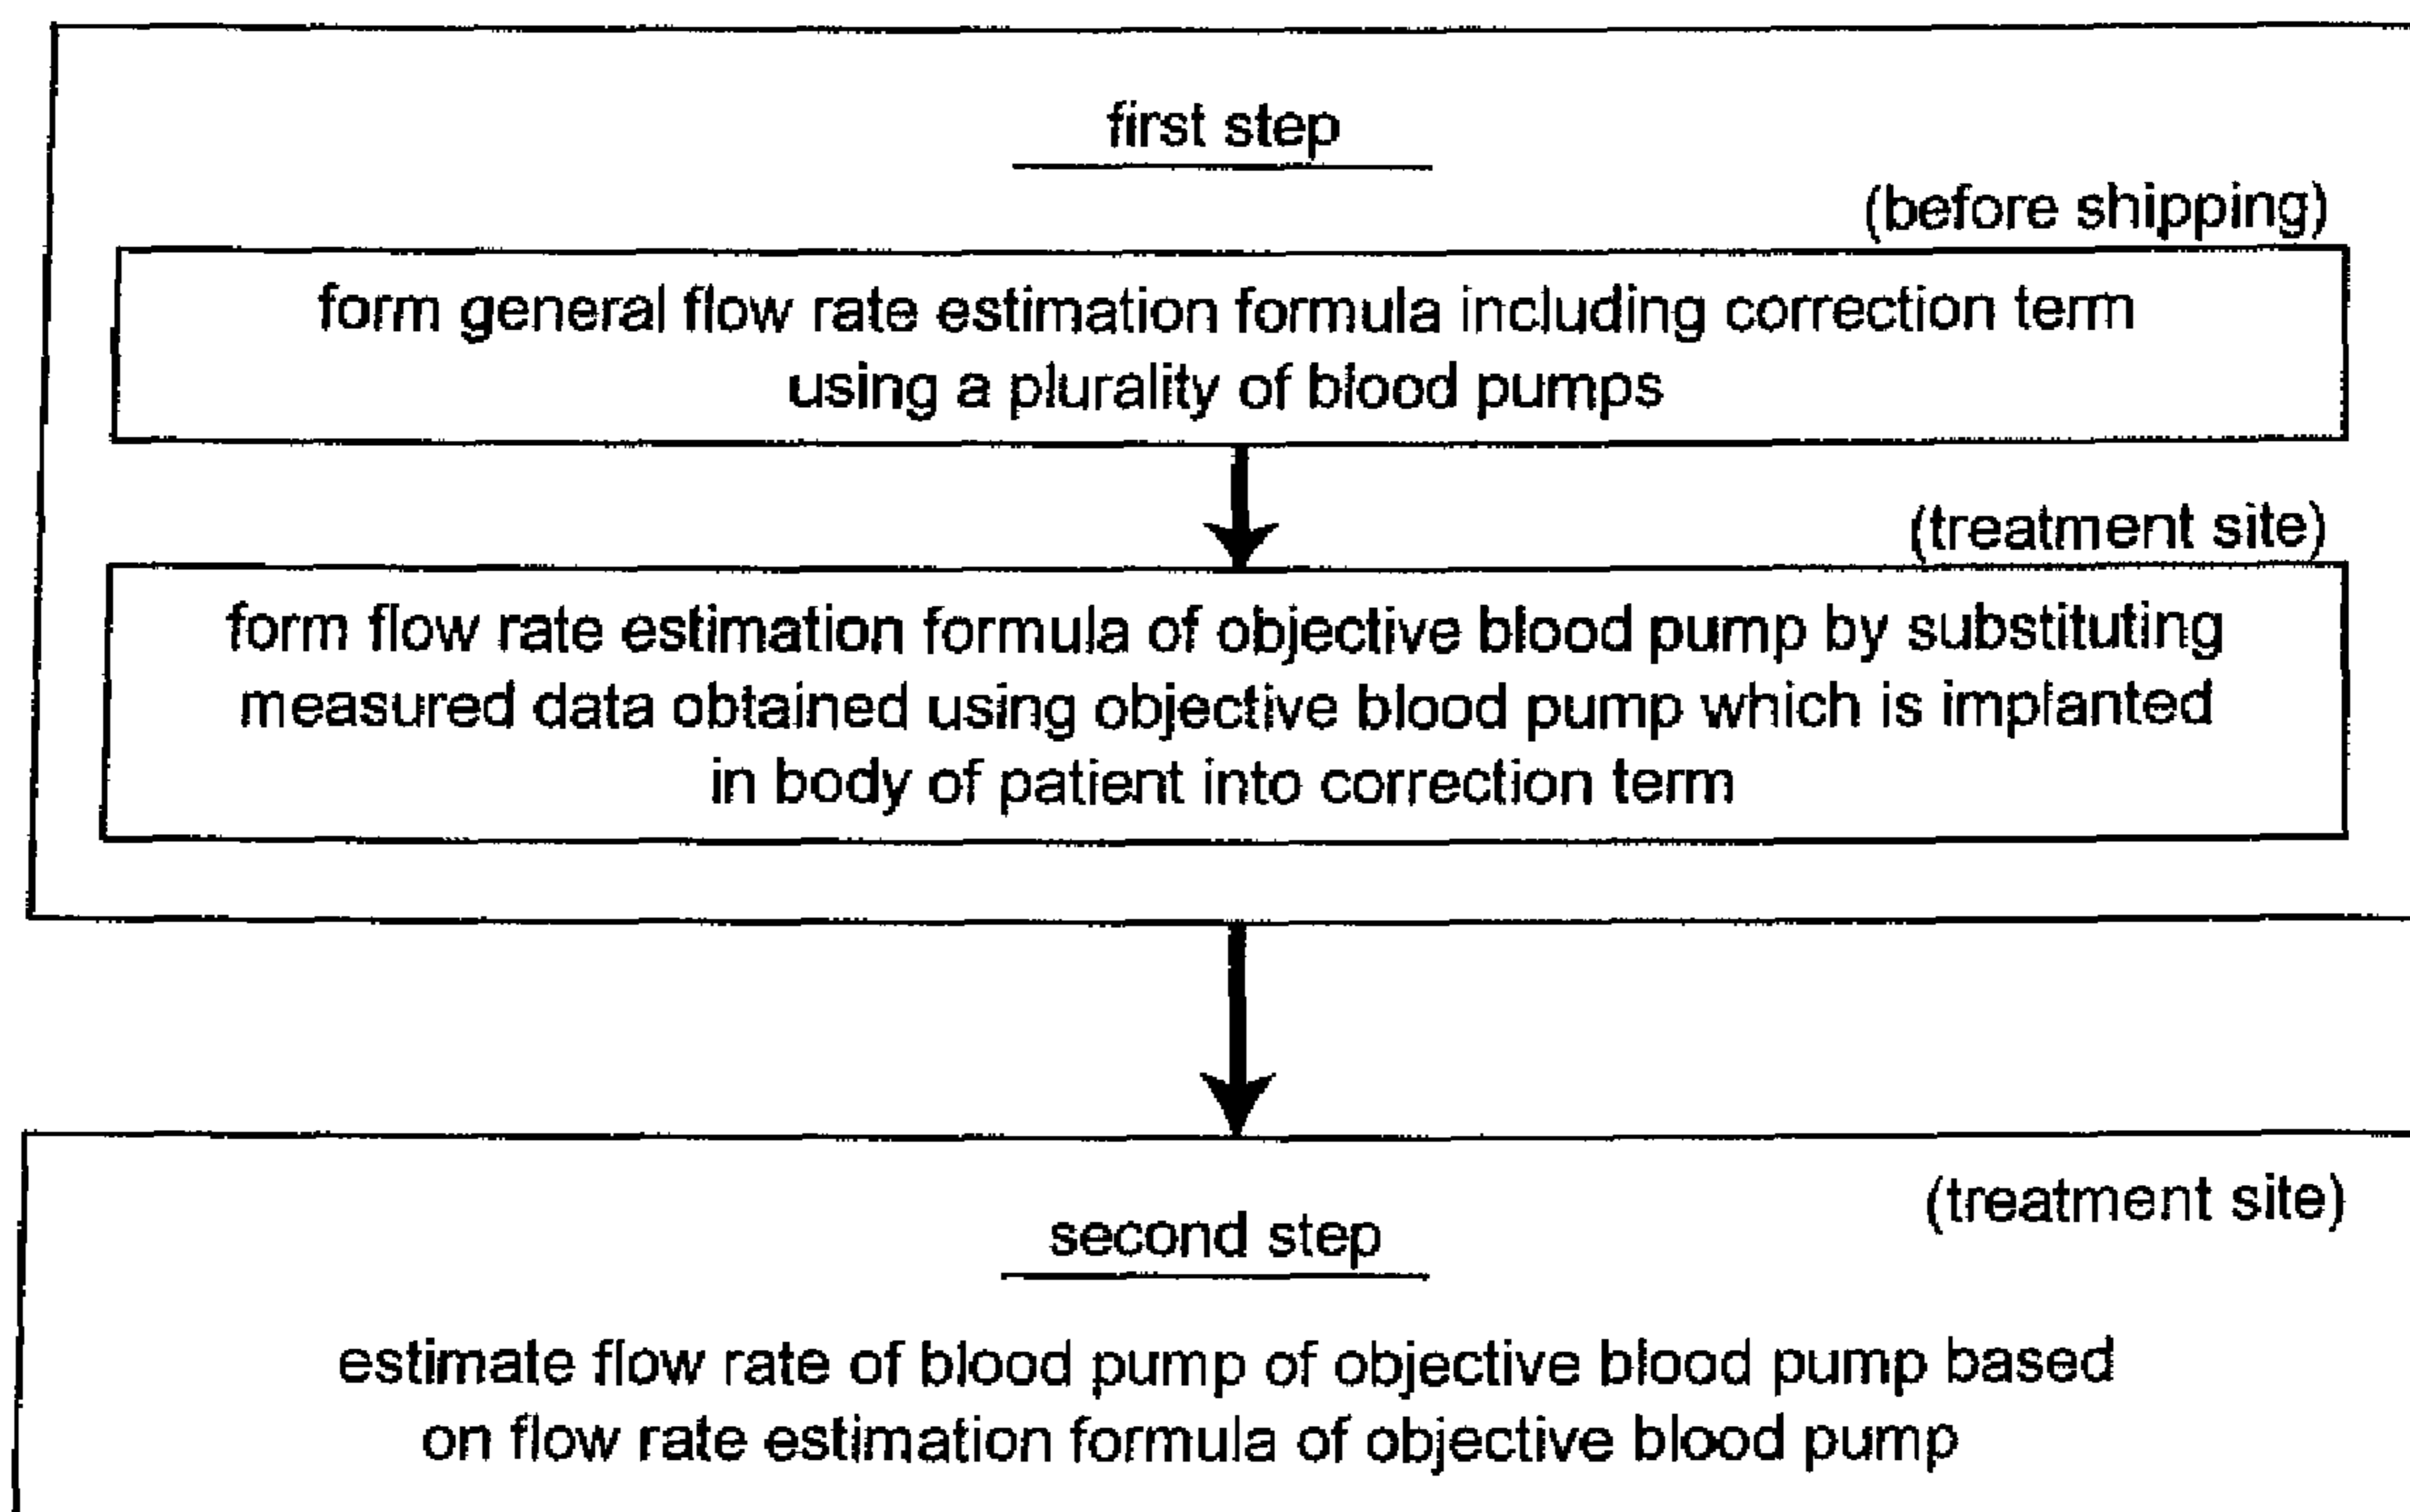 first step
(before shipping)
form general flow rate estimation formula including correction term
using a plurality of blood pumps
(treatment site)
form flow rate estimation formula of objective blood pump by substituting
measured data obtained using objective blood pump which is implanted
in body of patient into correction term
(treatment site)
second step
estimate flow rate of blood pump of objective blood pump based
on flow rate estimation formula of objective blood pump